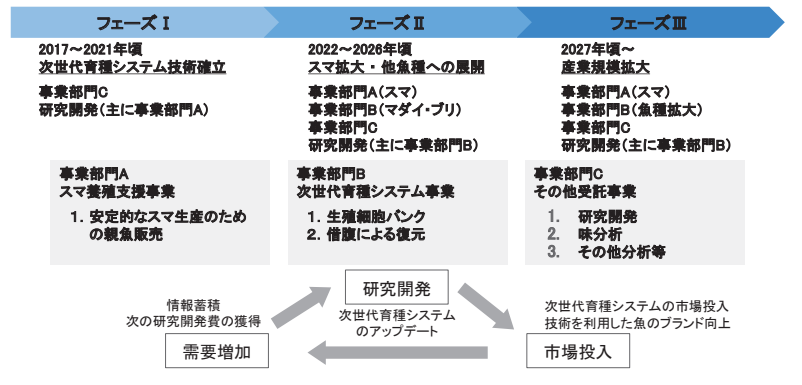 フェーズⅠ
フェーズⅡ
フェーズⅢ
2017～2021年頃
次世代育種システム技術確立
事業部門C
研究開発（主に事業部門A）
2022～2026年頃
スマ拡大・他魚種への展開
事業部門A（スマ）
事業部門B（マダイ・ブリ）
事業部門C
研究開発（主に事業部門B）
2027年頃～
産業規模拡大
事業部門A（スマ）
事業部門B（魚種拡大）
事業部門C
研究開発（主に事業部門B）
事業部門A
スマ養殖支援事業
1. 安定的なスマ生産のため
の親魚販売
事業部門B
次世代育種システム事業
1. 生殖細胞バンク
2. 借腹による復元
事業部門C
その他受託事業
1. 研究開発
2. 味分析
3. その他分析等
研究開発
情報蓄積
次の研究開発費の獲得
次世代育種システム
のアップデート
次世代育種システムの市場投入
技術を利用した魚のブランド向上
需要増加
市場投入